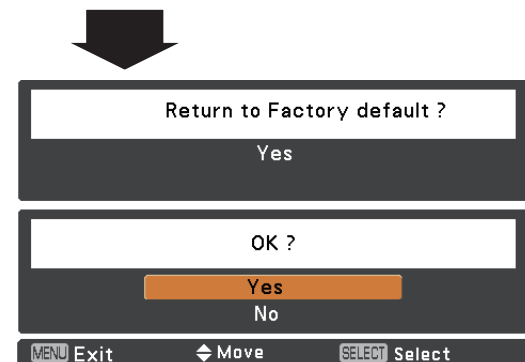 Return to Factory default ?
Yes
OK ?
Yes
No
MENU Exit Move SELECT Select